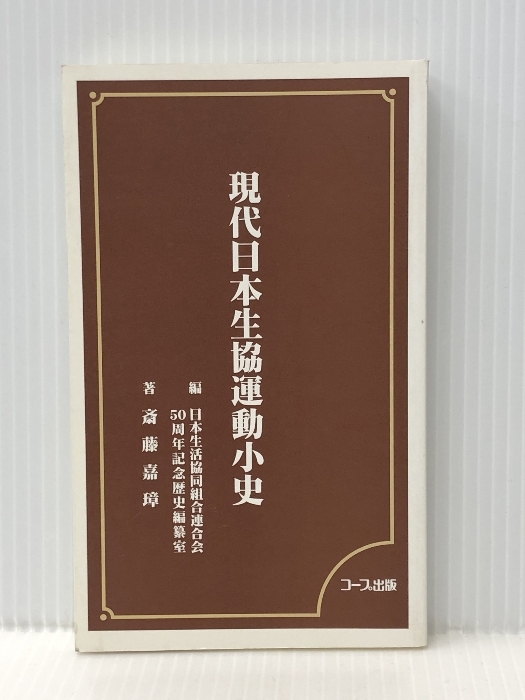 現代日本生協運動小史
編 日本生活協同組合連合会
50周年記念歴史編纂室
著 斎藤嘉璋
コープ出版